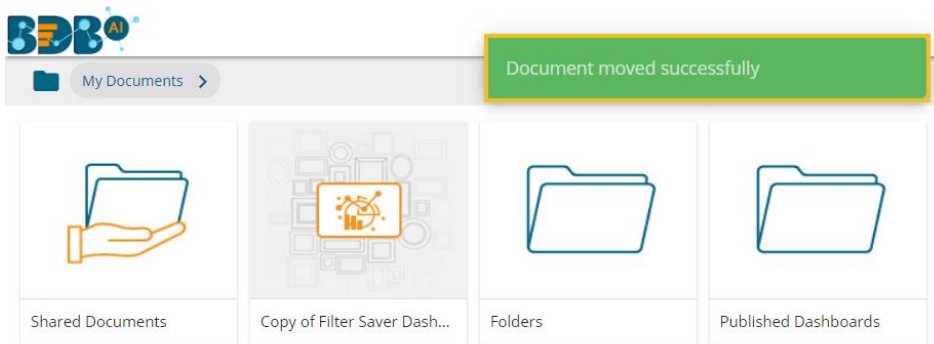 BDB AI
Document moved successfully
My Documents >
Shared Documents
Copy of Filter Saver Dash...
Folders
Published Dashboards